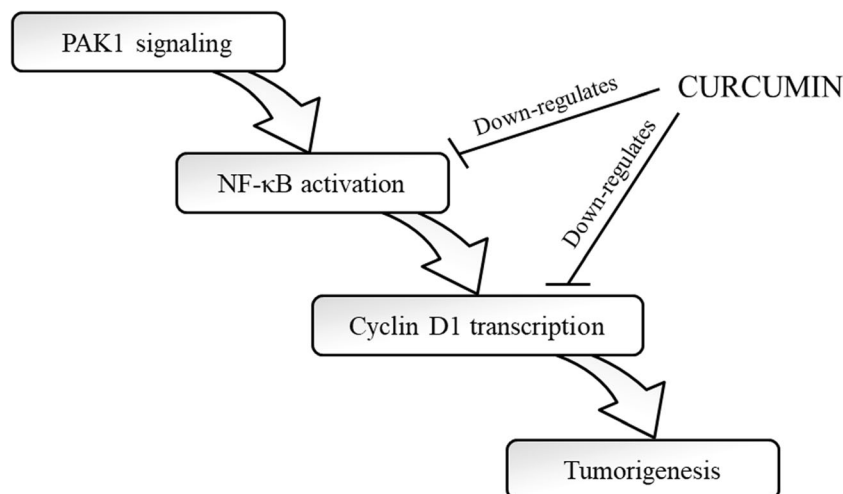 PAK1 signaling
CURCUMIN
Down-regulates
NF-κB activation
Down-regulates
Cyclin D1 transcription
Tumorigenesis